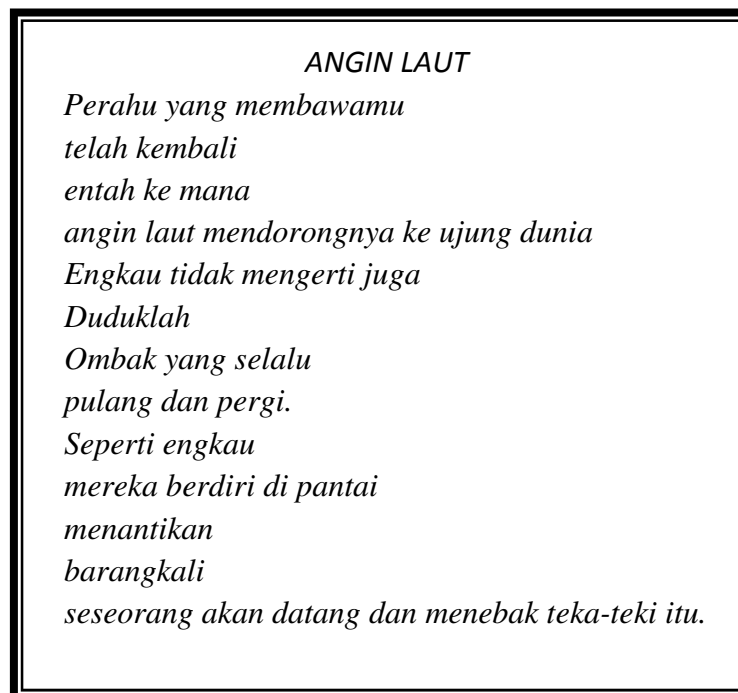 ANGIN LAUT
Perahu yang membawamu
telah kembali
entah ke mana
angin laut mendorongnya ke ujung dunia
Engkau tidak mengerti juga
Duduklah
Ombak yang selalu
pulang dan pergi.
Seperti engkau
mereka berdiri di pantai
menantikan
barangkali
seseorang akan datang dan menebak teka-teki itu.